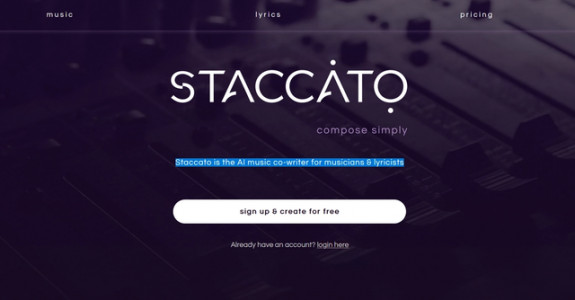 music lyrics pricing
STACCATO
compose simply
Staccato is the AI music co-writer for musicians & lyricists
sign up & create for free
Already have an account? login here